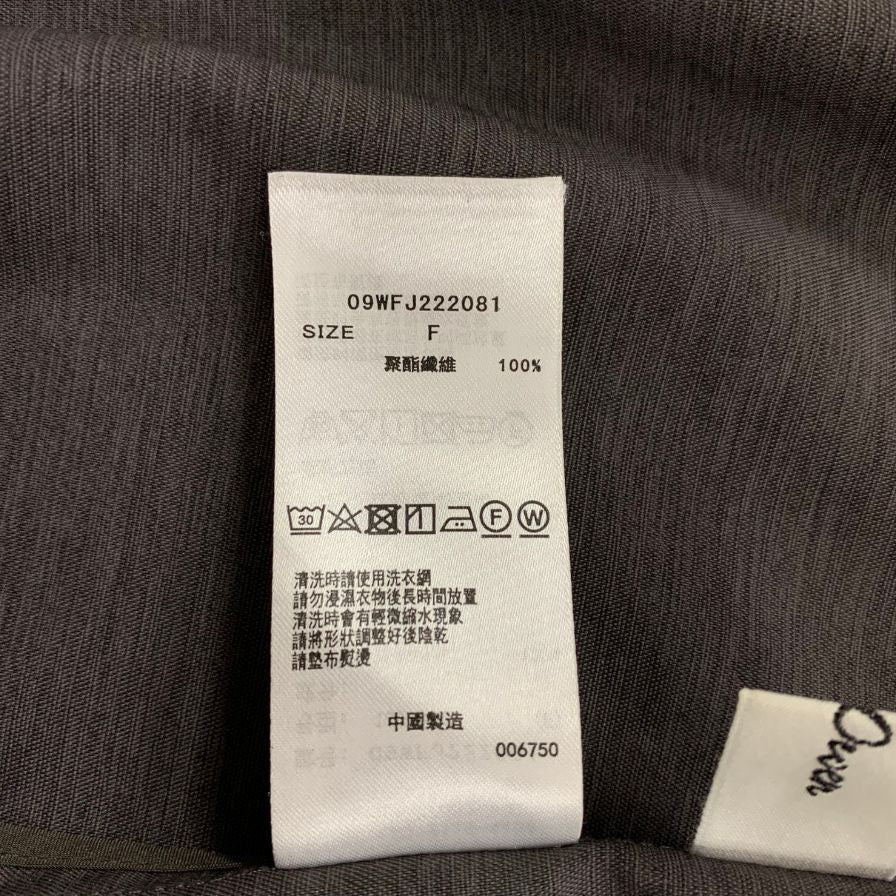 09WFJ222081
SIZE F
聚酯纖維 100%
30
F W
清洗時請使用洗衣網
請勿浸濕衣物後長時間放置
清洗時會有輕微縮水現象
請將形狀調整好後陰乾
請墊布熨燙
中國製造
006750